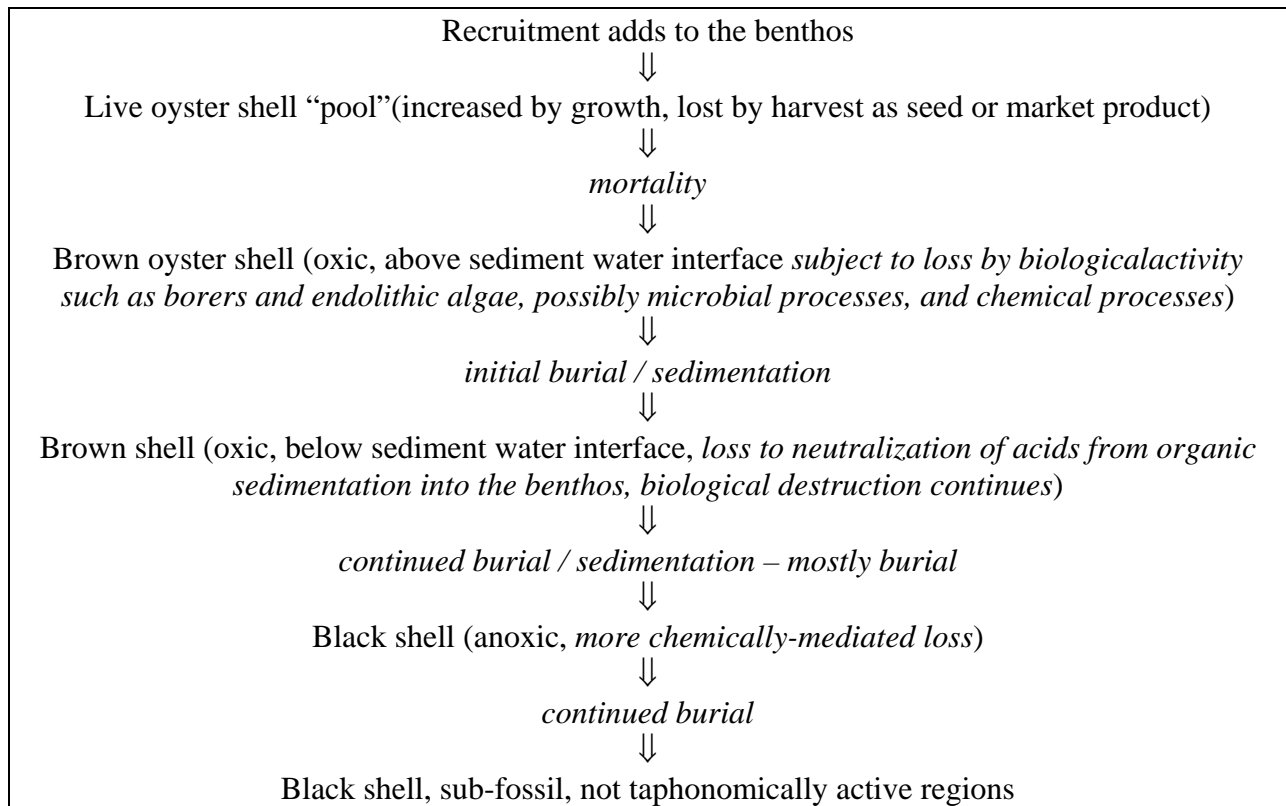 Recruitment adds to the benthos
⇓
Live oyster shell “pool”(increased by growth, lost by harvest as seed or market product)
⇓
mortality
⇓
Brown oyster shell (oxic, above sediment water interface subject to loss by biologicalactivity
such as borers and endolithic algae, possibly microbial processes, and chemical processes)
⇓
initial burial / sedimentation
⇓
Brown shell (oxic, below sediment water interface, loss to neutralization of acids from organic
sedimentation into the benthos, biological destruction continues)
⇓
continued burial / sedimentation – mostly burial
⇓
Black shell (anoxic, more chemically-mediated loss)
⇓
continued burial
⇓
Black shell, sub-fossil, not taphonomically active regions